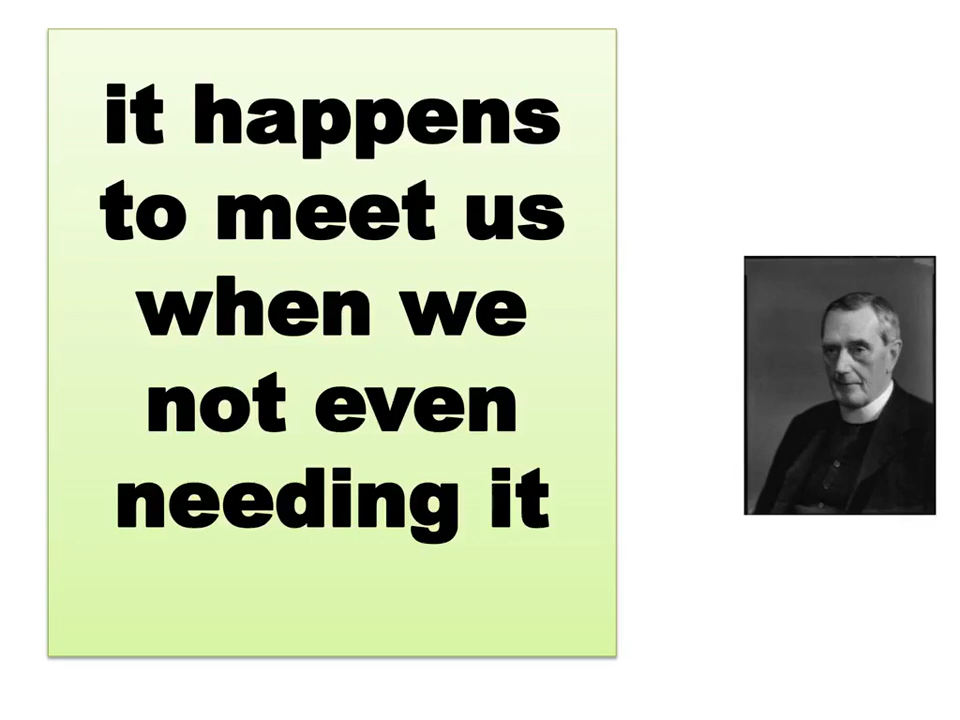 it happens
to meet us
when we
not even
needing it